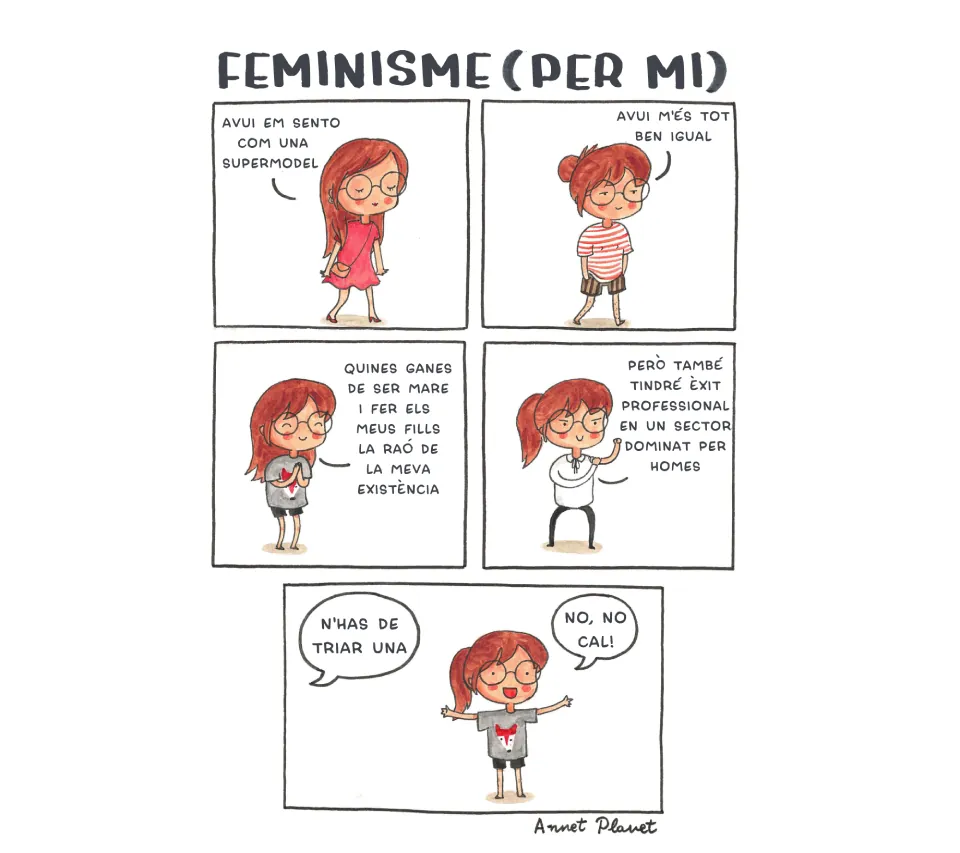 FEMINISME (PER MI)
AVUI EM SENTO
COM UNA
SUPERMODEL
AVUI M'ÉS TOT
BEN IGUAL
QUINES GANES
DE SER MARE
I FER ELS
MEUS FILLS
LA RAÓ DE
LA MEVA
EXISTÈNCIA
PERÒ TAMBÉ
TINDRÉ ÈXIT
PROFESSIONAL
EN UN SECTOR
DOMINAT PER
HOMES
N'HAS DE
TRIAR UNA
NO, NO
CAL!
Annet Planet